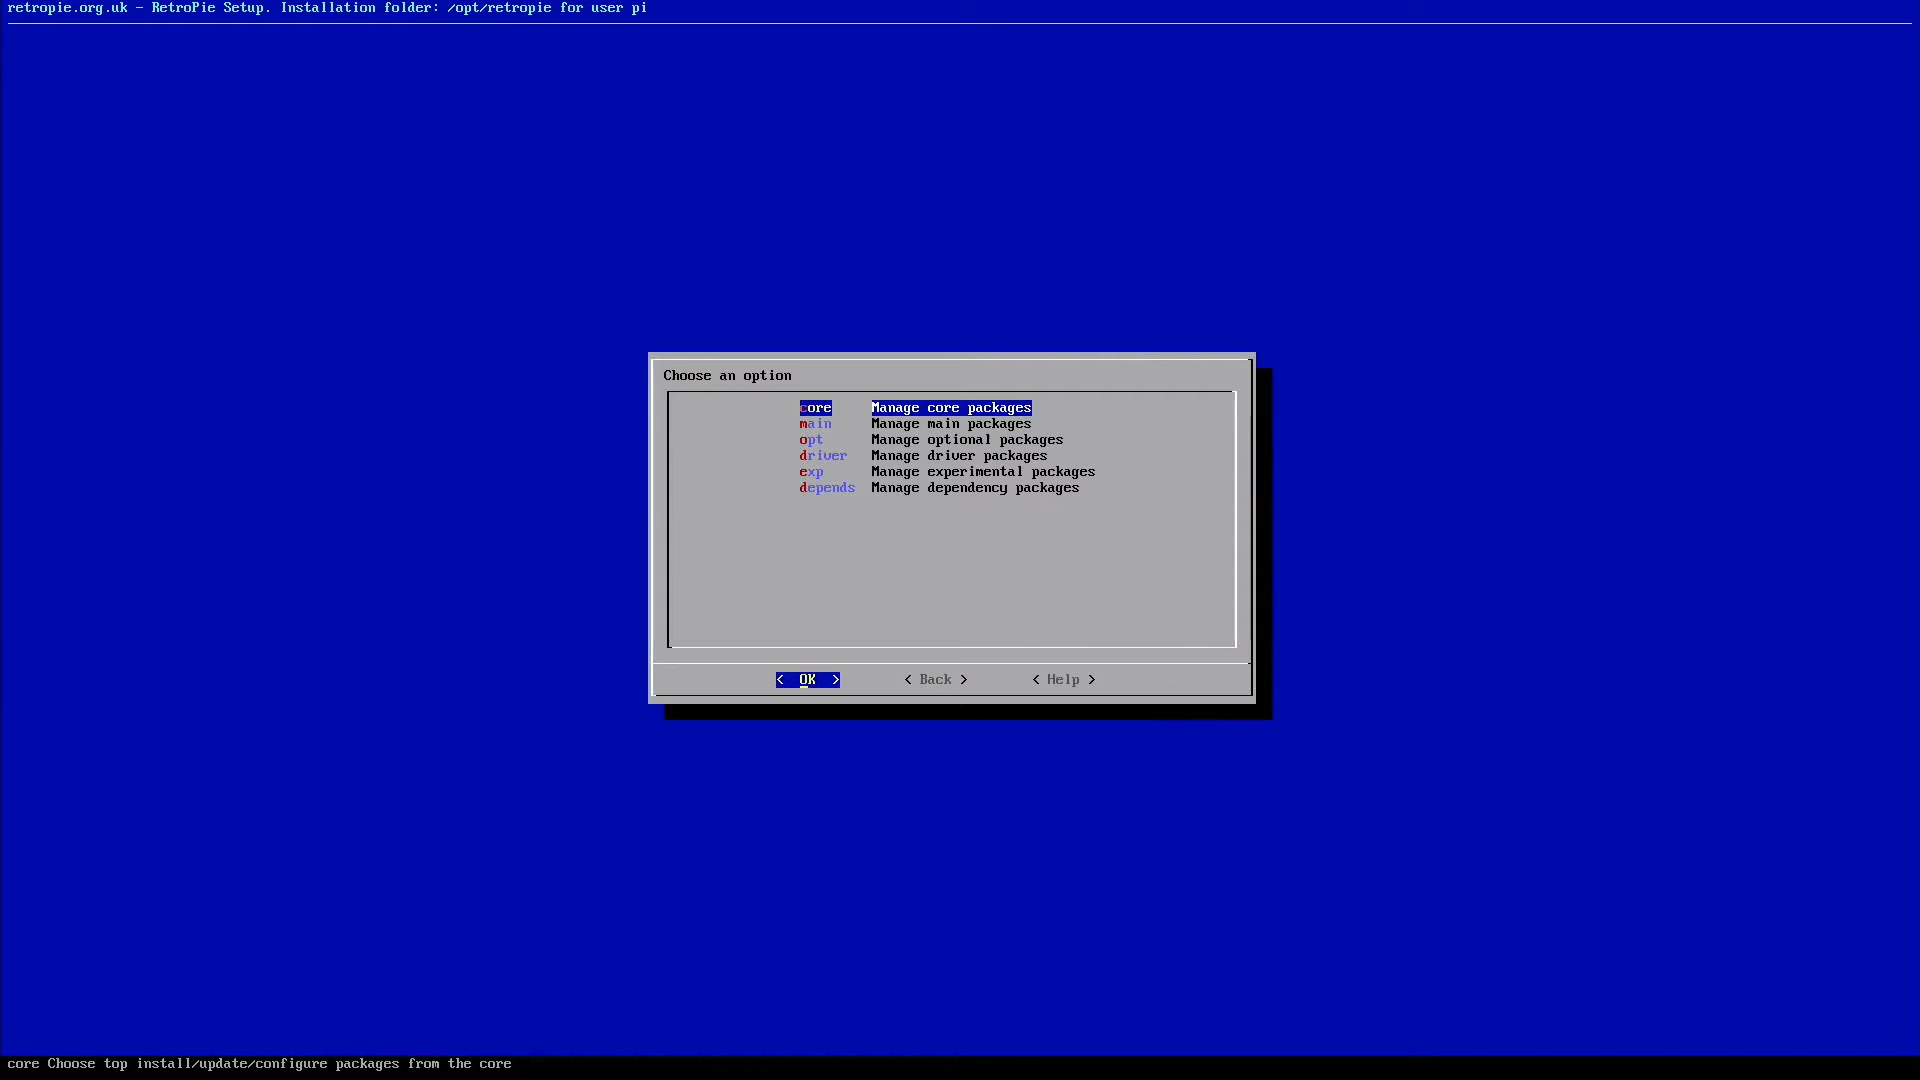 retropie.org.uk - RetroPie Setup. Installation folder: /opt/retropie for user pi
Choose an option
core Manage core packages
main Manage main packages
opt Manage optional packages
driver Manage driver packages
exp Manage experimental packages
depends Manage dependency packages
< OK > < Back > < Help >
core Choose top install/update/configure packages from the core